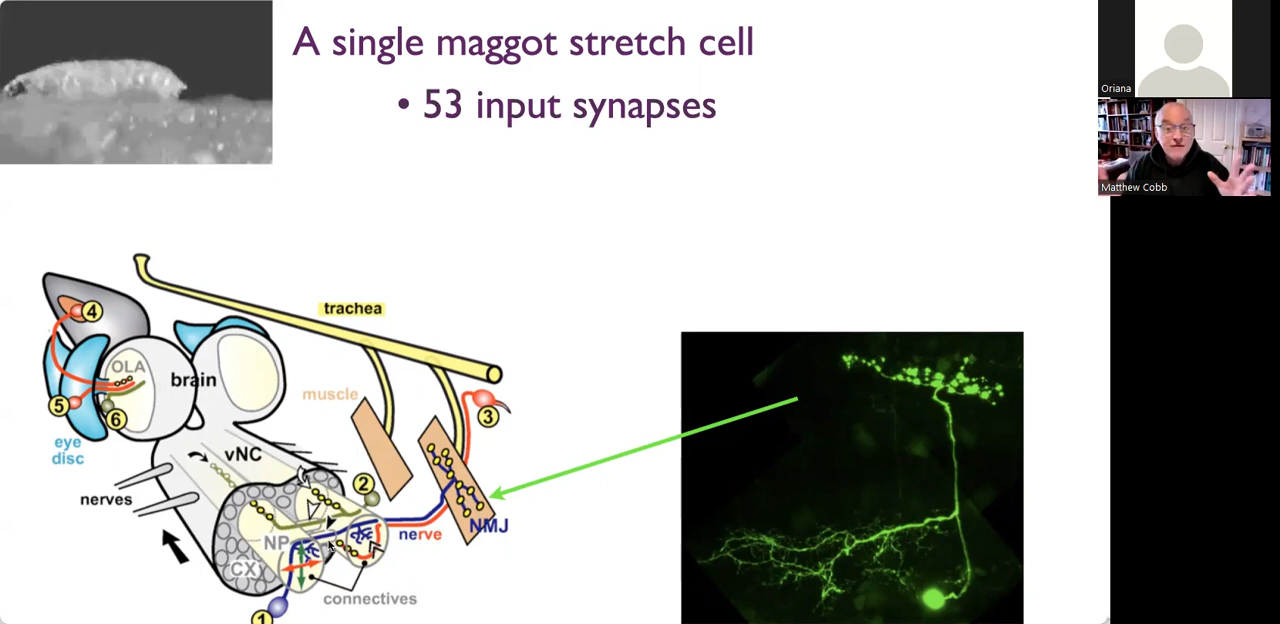 A single maggot stretch cell
• 53 input synapses
Oriana
Matthew Cobb
trachea
4
OLA
brain
muscle
5
6
3
eye
disc
vNC
nerves
2
NMJ
nerve
NP
CX
connectives
1